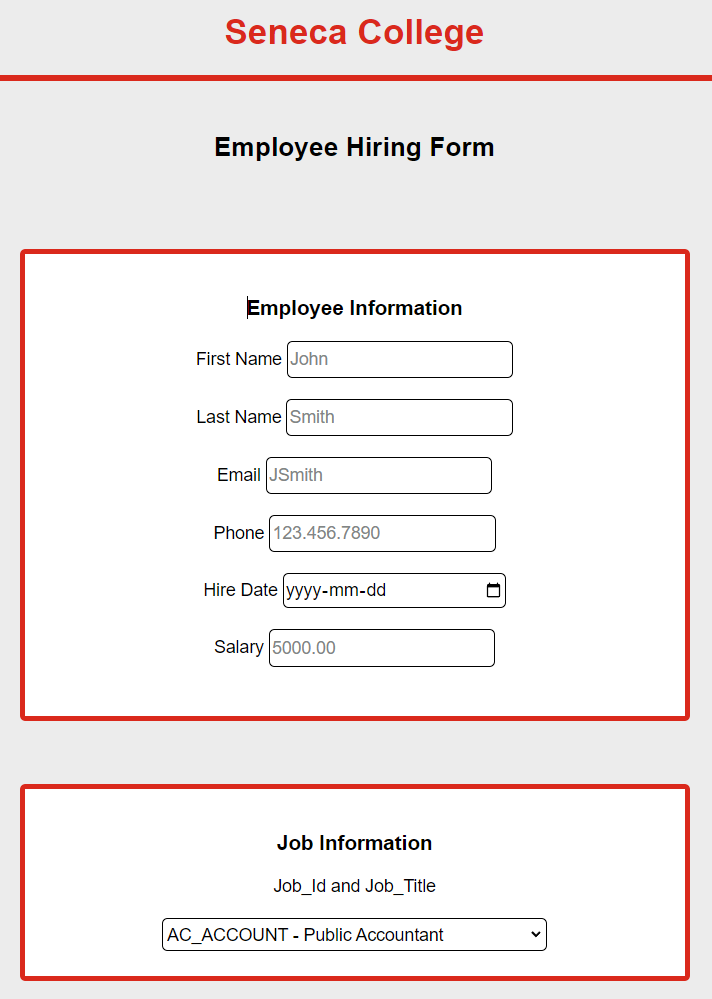 Seneca College
Employee Hiring Form
Employee Information
First Name John
Last Name Smith
Email JSmith
Phone 123.456.7890
Hire Date yyyy-mm-dd
Salary 5000.00
Job Information
Job_Id and Job_Title
AC_ACCOUNT - Public Accountant